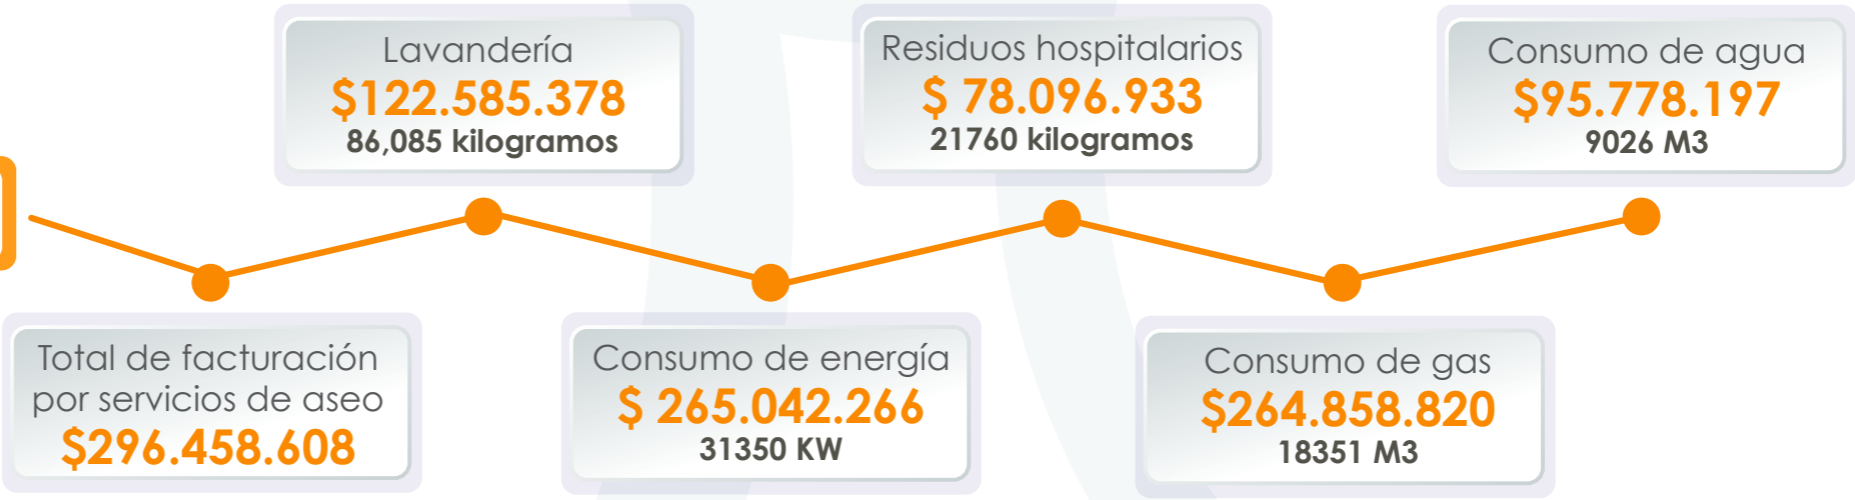 Lavandería
$122.585.378
86,085 kilogramos
Residuos hospitalarios
$ 78.096.933
21760 kilogramos
Consumo de agua
$95.778.197
9026 M3
Total de facturación
por servicios de aseo
$296.458.608
Consumo de energía
$ 265.042.266
31350 KW
Consumo de gas
$264.858.820
18351 M3